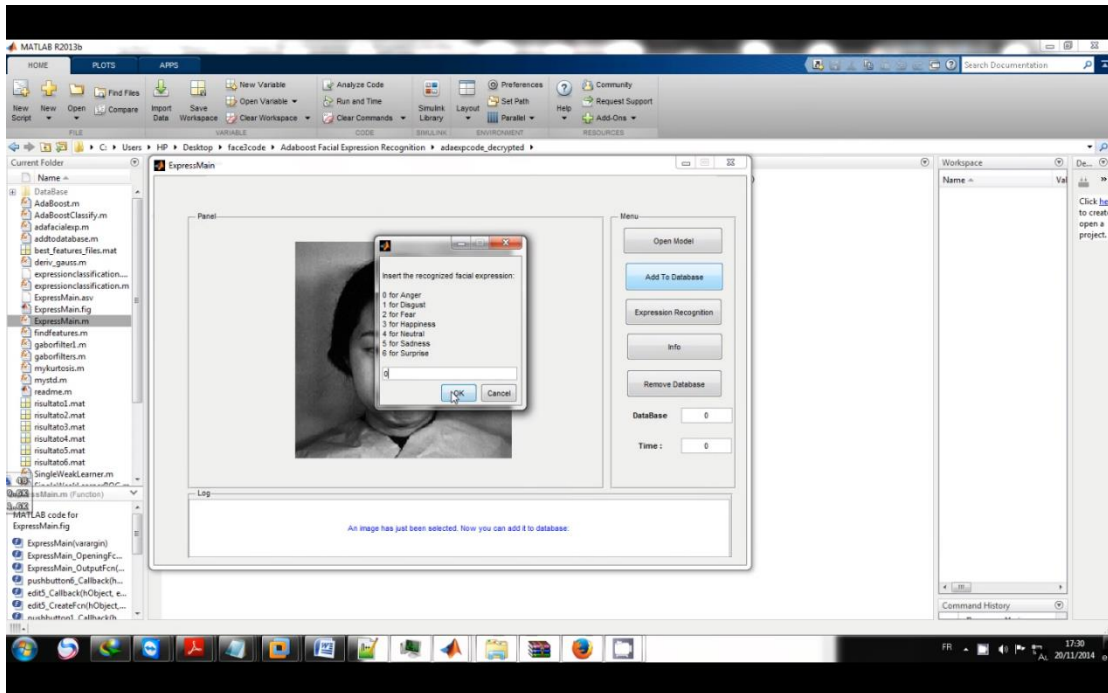 MATLAB R2013b
HOME PLOTS APPS
Search Documentation
New Script
New
Open
Find Files
Compare
Import Data
Save Workspace
New Variable
Open Variable
Clear Workspace
Analyze Code
Run and Time
Clear Commands
Simulink Library
Layout
Preferences
Set Path
Parallel
Help
Community
Request Support
Add-Ons
FILE VARIABLE CODE SIMULINK ENVIRONMENT RESOURCES
C: Users HP Desktop face3code Adaboost Facial Expression Recognition adaexpcode_decrypted
Current Folder
Name
DataBase
AdaBoost.m
AdaBoostClassify.m
adafacialexp.m
addtodatabase.m
best_features_files.mat
deriv_gauss.m
expressionclassification....
expressionclassification.m
ExpressMain.asv
ExpressMain.fig
ExpressMain.m
findfeatures.m
gaborfilter1.m
gaborfilters.m
mykurtosis.m
mystd.m
readme.m
risultato1.mat
risultato2.mat
risultato3.mat
risultato4.mat
risultato5.mat
risultato6.mat
SingleWeakLearner.m
ssMain.m (Function)
MATLAB code for
ExpressMain.fig
ExpressMain(varargin)
ExpressMain_OpeningFc...
ExpressMain_OutputFcn(...
pushbutton6_Callback(h...
edit5_Callback(hObject, e...
edit5_CreateFcn(hObject,...
pushbutton1_Callback(h
ExpressMain
Panel
Insert the recognized facial expression:
0 for Anger
1 for Disgust
2 for Fear
3 for Happiness
4 for Neutral
5 for Sadness
6 for Surprise
0
OK Cancel
Menu
Open Model
Add To Database
Expression Recognition
Info
Remove Database
DataBase 0
Time : 0
Log
An image has just been selected. Now you can add it to database.
Workspace
Name Val
Command History
De...
Click he
to creat
open a
project.
FR
17:30
20/11/2014